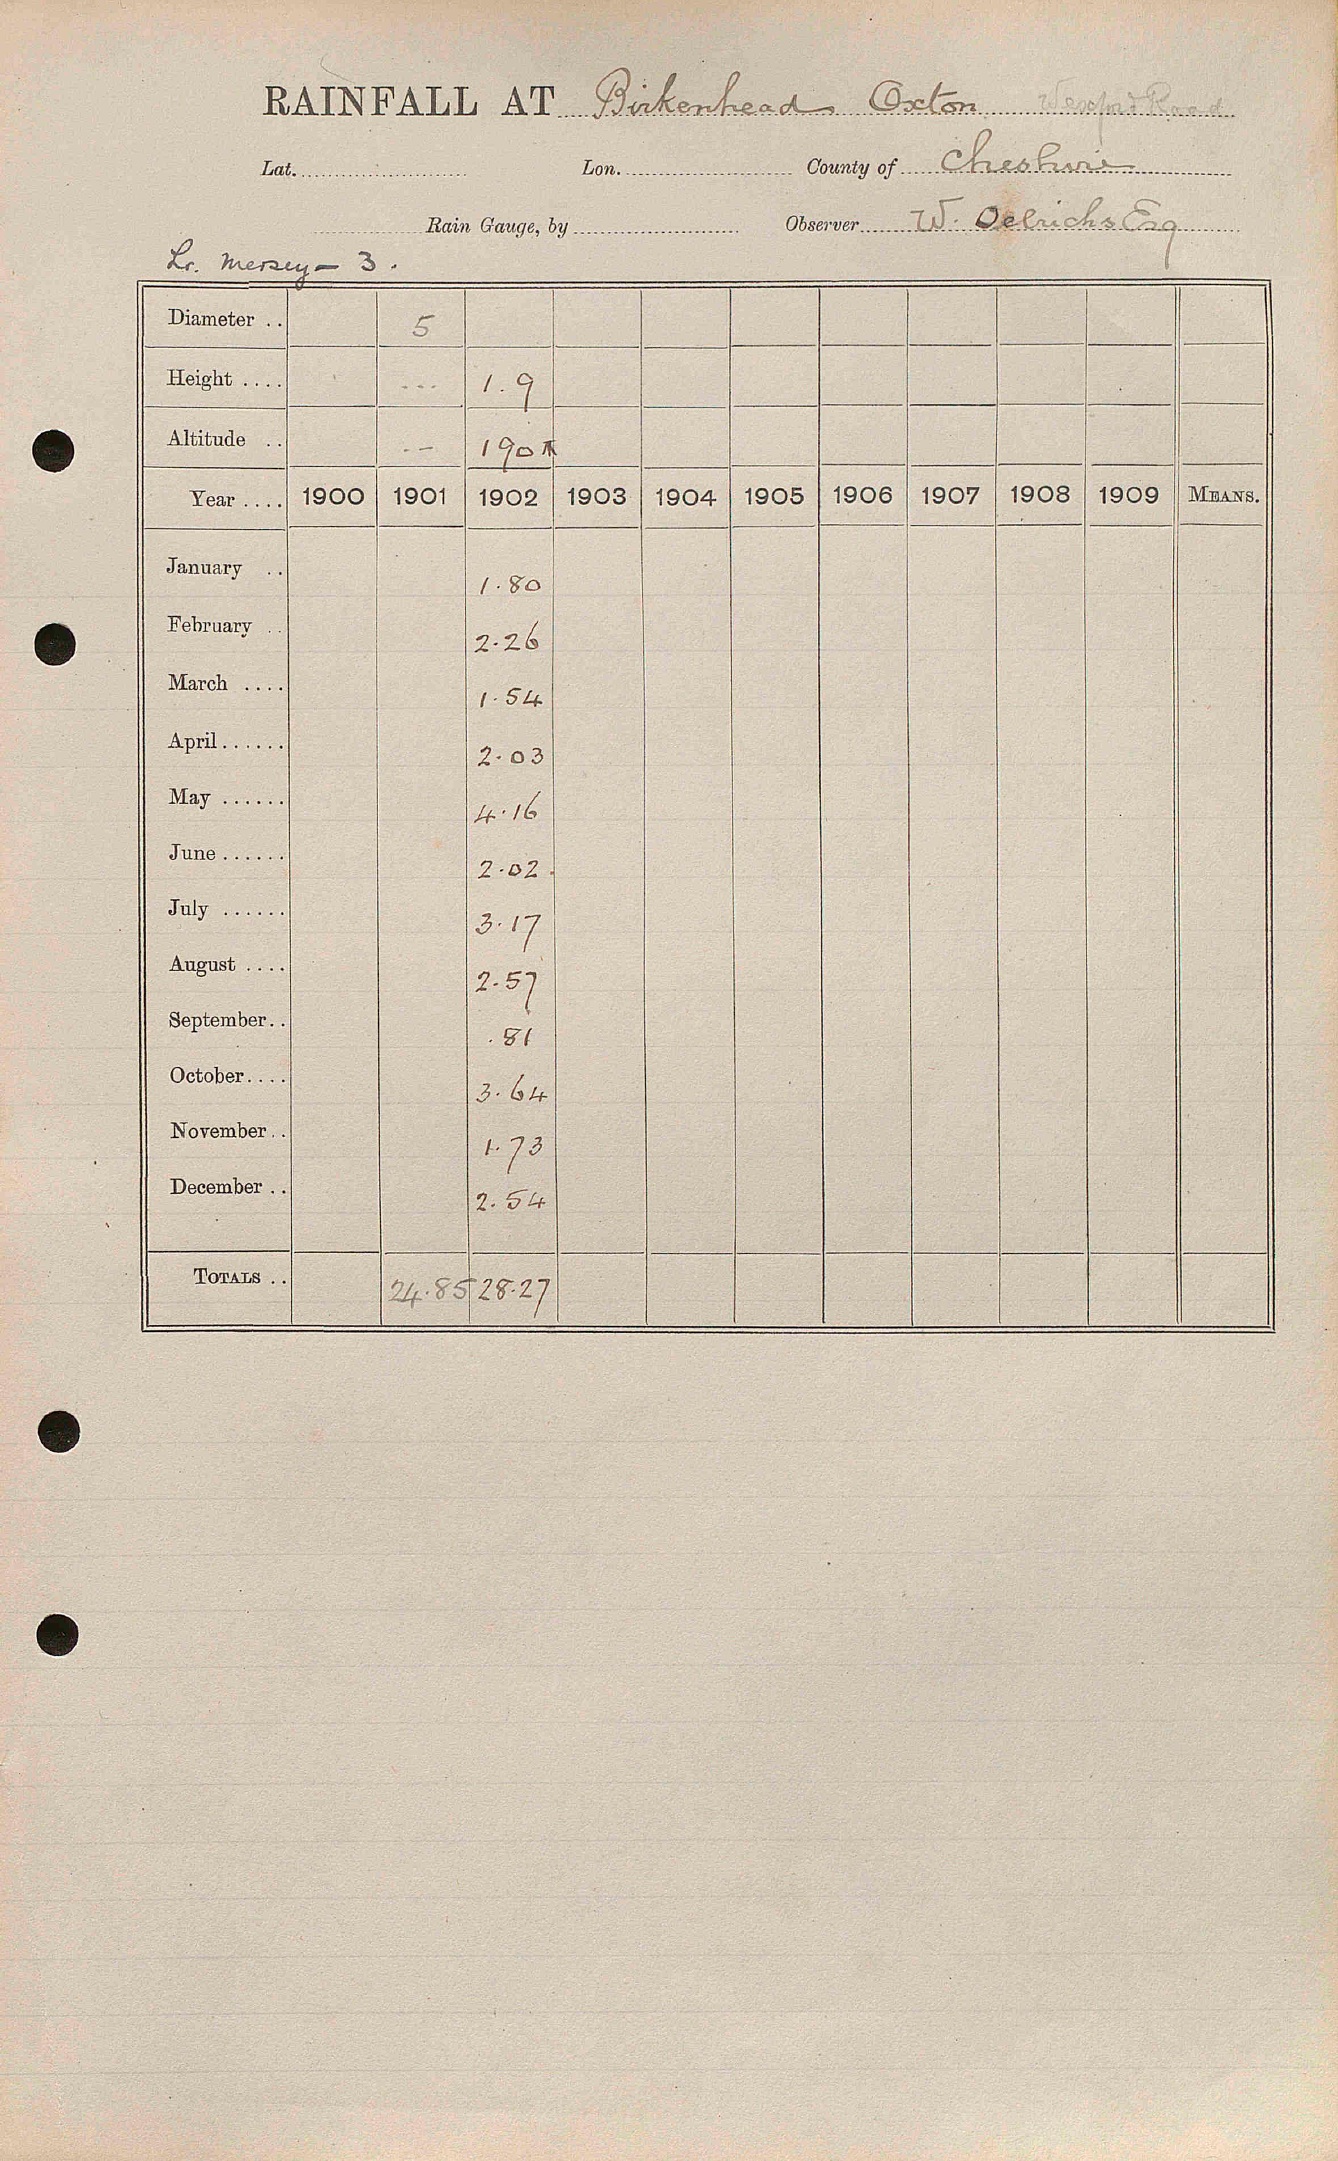 RAINFALL AT Birkenhead Oxton Wexford Road
Lat. Lon. County of Cheshire
Rain Gauge, by Observer W. Oelrichs Esq
Lr. Mersey - 3.
Diameter .. 5
Height .... --- 1.9
Altitude .. -- 190
Year .... 1900 1901 1902 1903 1904 1905 1906 1907 1908 1909 MEANS.
January .. 1.80
February .. 2.26
March .... 1.54
April...... 2.03
May ...... 4.16
June...... 2.02.
July ...... 3.17
August .... 2.57
September.. .81
October.... 3.64
November.. 1.73
December .. 2.54
TOTALS .. 24.85 28.27